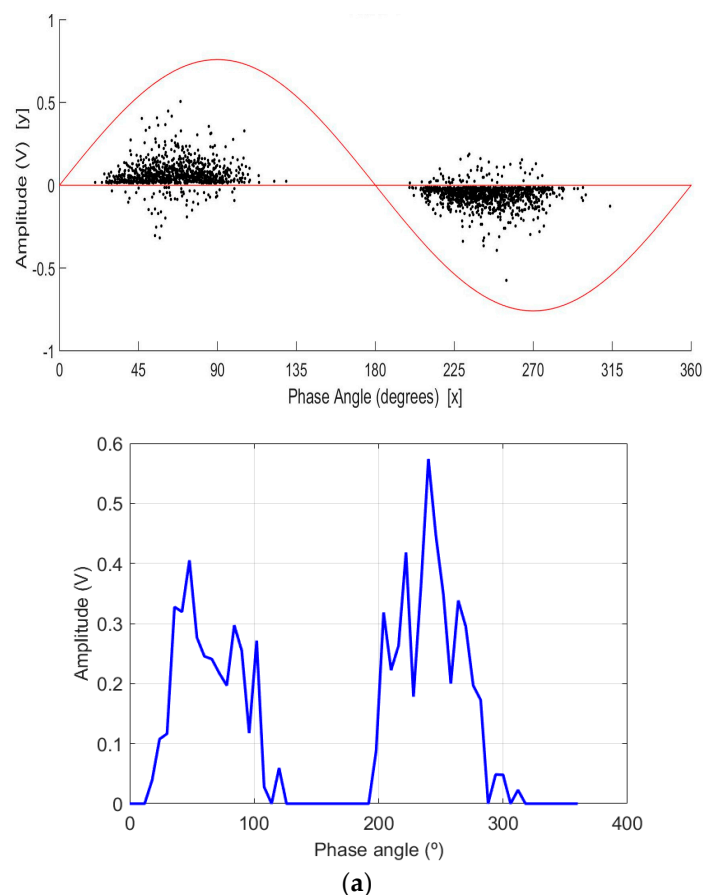 1
0.5
0
-0.5
-1
Amplitude (V) [y]
0 45 90 135 180 225 270 315 360
Phase Angle (degrees) [x]
0.6
0.5
0.4
0.3
0.2
0.1
0
Amplitude (V)
0 100 200 300 400
Phase angle (º)
(a)